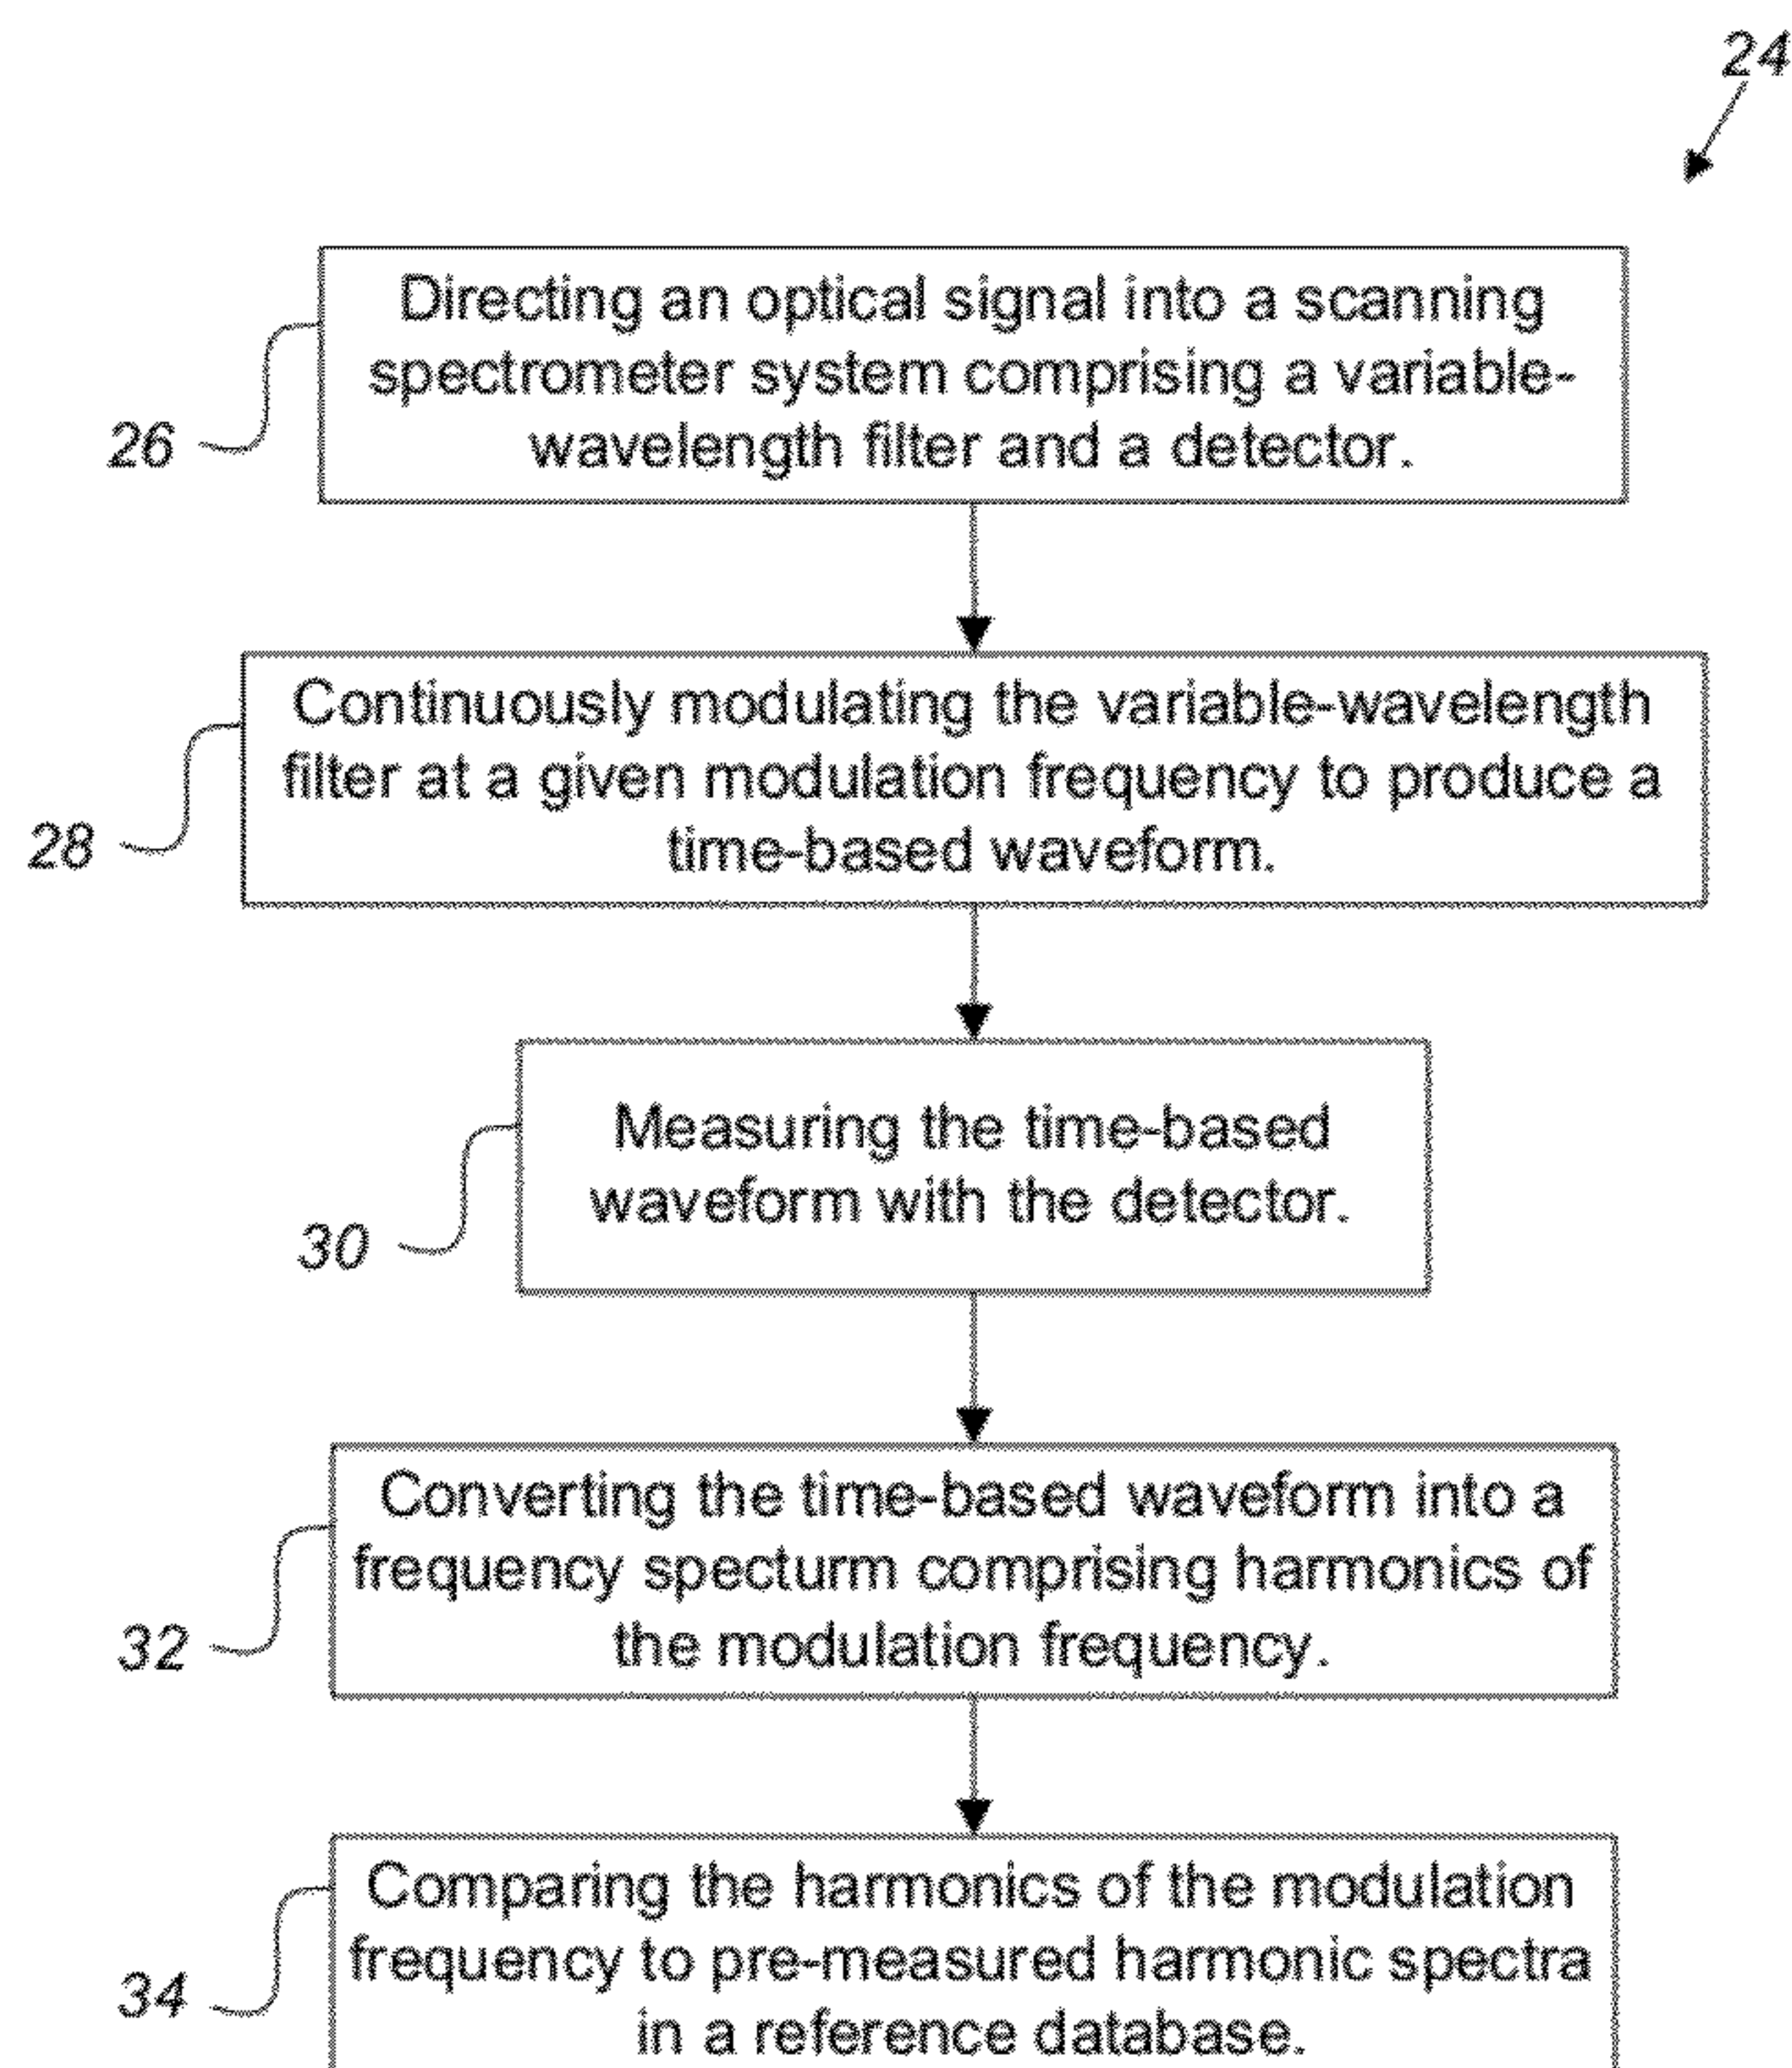 24
Directing an optical signal into a scanning
spectrometer system comprising a variable-
wavelength filter and a detector.
26
Continuously modulating the variable-wavelength
filter at a given modulation frequency to produce a
time-based waveform.
28
Measuring the time-based
waveform with the detector.
30
Converting the time-based waveform into a
frequency specturm comprising harmonics of
the modulation frequency.
32
Comparing the harmonics of the modulation
frequency to pre-measured harmonic spectra
in a reference database.
34